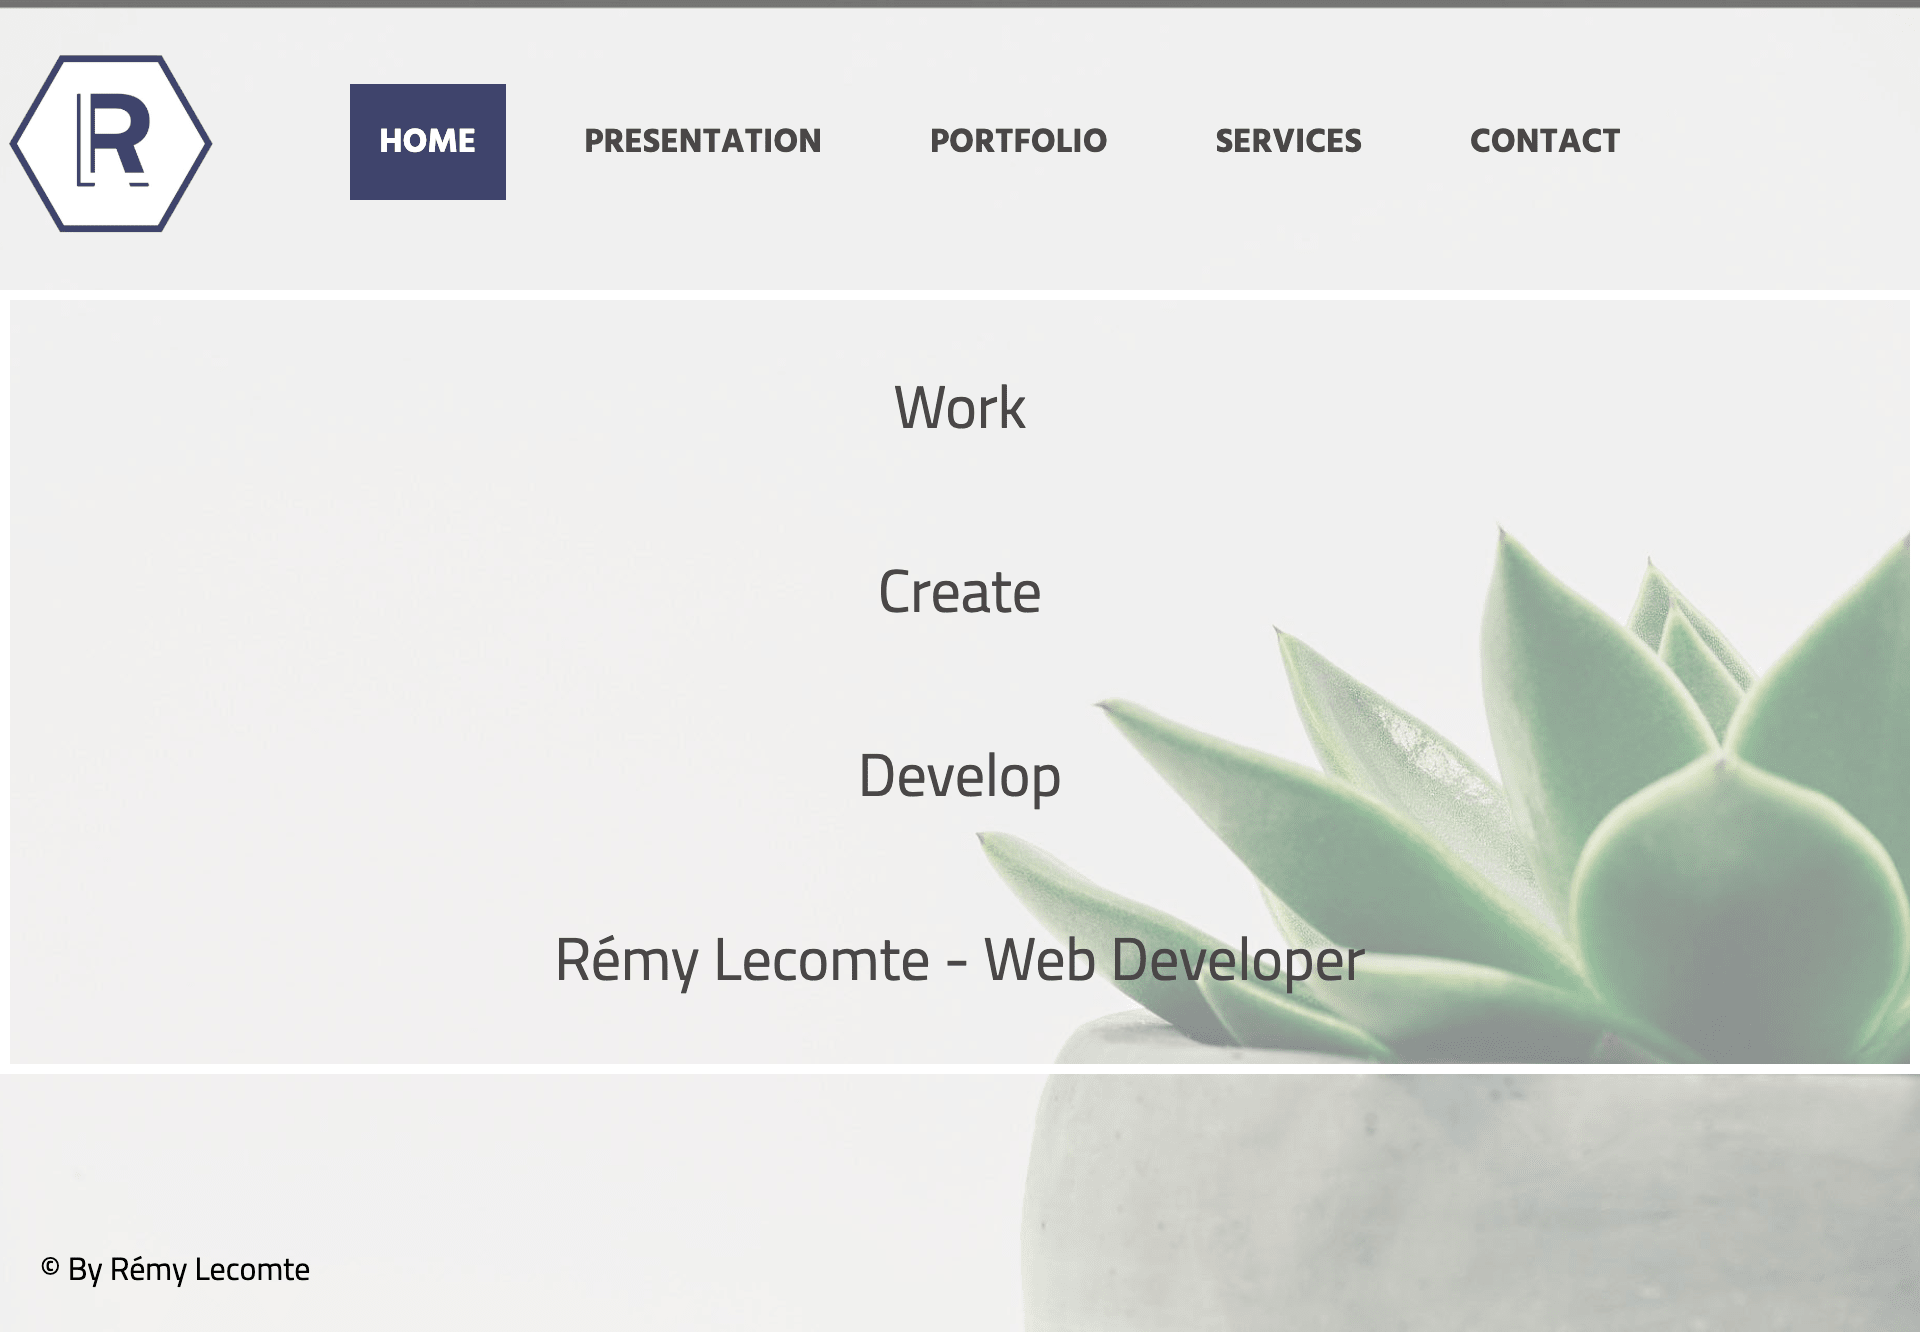 R
HOME PRESENTATION PORTFOLIO SERVICES CONTACT
Work
Create
Develop
Rémy Lecomte - Web Developer
© By Rémy Lecomte